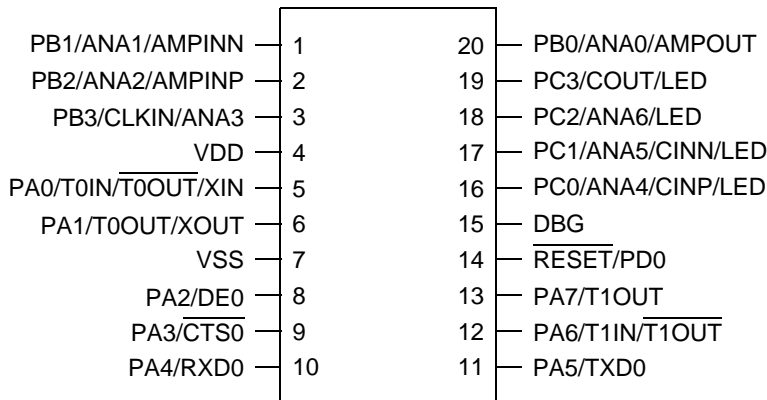 PB1/ANA1/AMPINN 1 20 PB0/ANA0/AMPOUT
PB2/ANA2/AMPINP 2 19 PC3/COUT/LED
PB3/CLKIN/ANA3 3 18 PC2/ANA6/LED
VDD 4 17 PC1/ANA5/CINN/LED
PA0/T0IN/T0OUT/XIN 5 16 PC0/ANA4/CINP/LED
PA1/T0OUT/XOUT 6 15 DBG
VSS 7 14 RESET/PD0
PA2/DE0 8 13 PA7/T1OUT
PA3/CTS0 9 12 PA6/T1IN/T1OUT
PA4/RXD0 10 11 PA5/TXD0